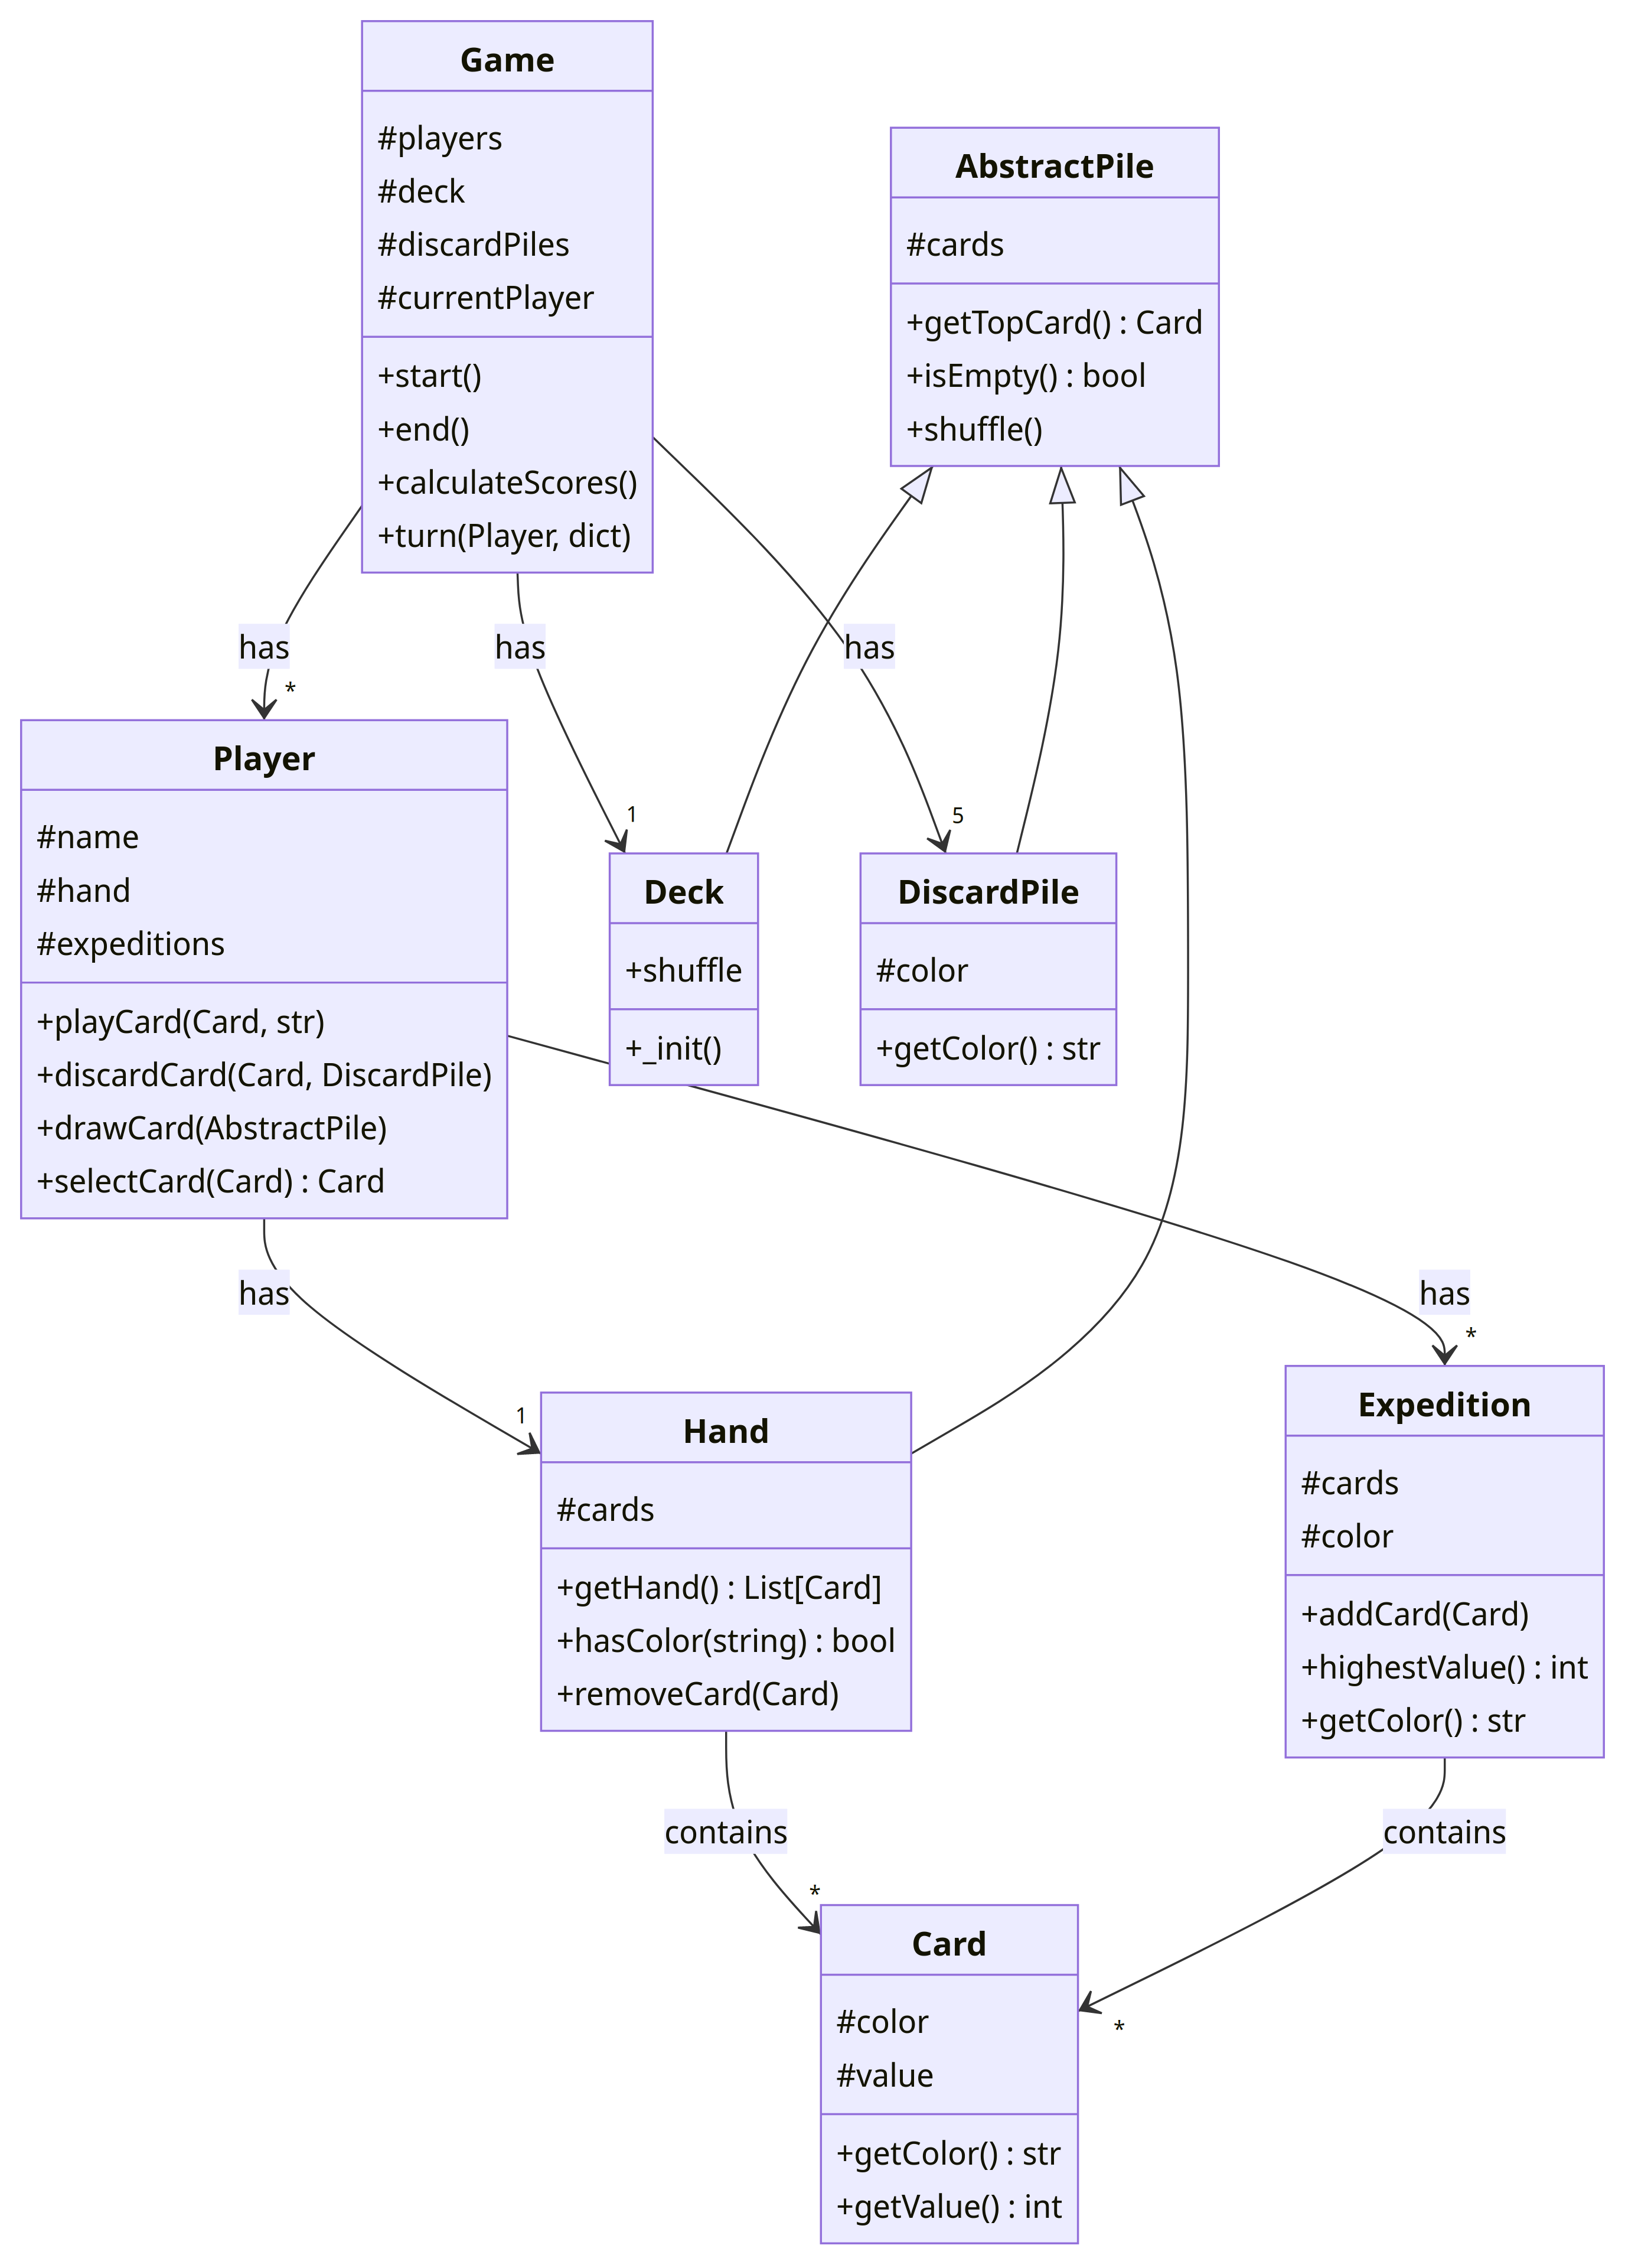 Game
#players
#deck
#discardPiles
#currentPlayer
+start()
+end()
+calculateScores()
+turn(Player, dict)
AbstractPile
#cards
+getTopCard() : Card
+isEmpty() : bool
+shuffle()
has
*
has
1
has
5
Player
#name
#hand
#expeditions
+playCard(Card, str)
+discardCard(Card, DiscardPile)
+drawCard(AbstractPile)
+selectCard(Card) : Card
Deck
+shuffle
+_init()
DiscardPile
#color
+getColor() : str
has
1
has
*
Hand
#cards
+getHand() : List[Card]
+hasColor(string) : bool
+removeCard(Card)
Expedition
#cards
#color
+addCard(Card)
+highestValue() : int
+getColor() : str
contains
*
contains
*
Card
#color
#value
+getColor() : str
+getValue() : int